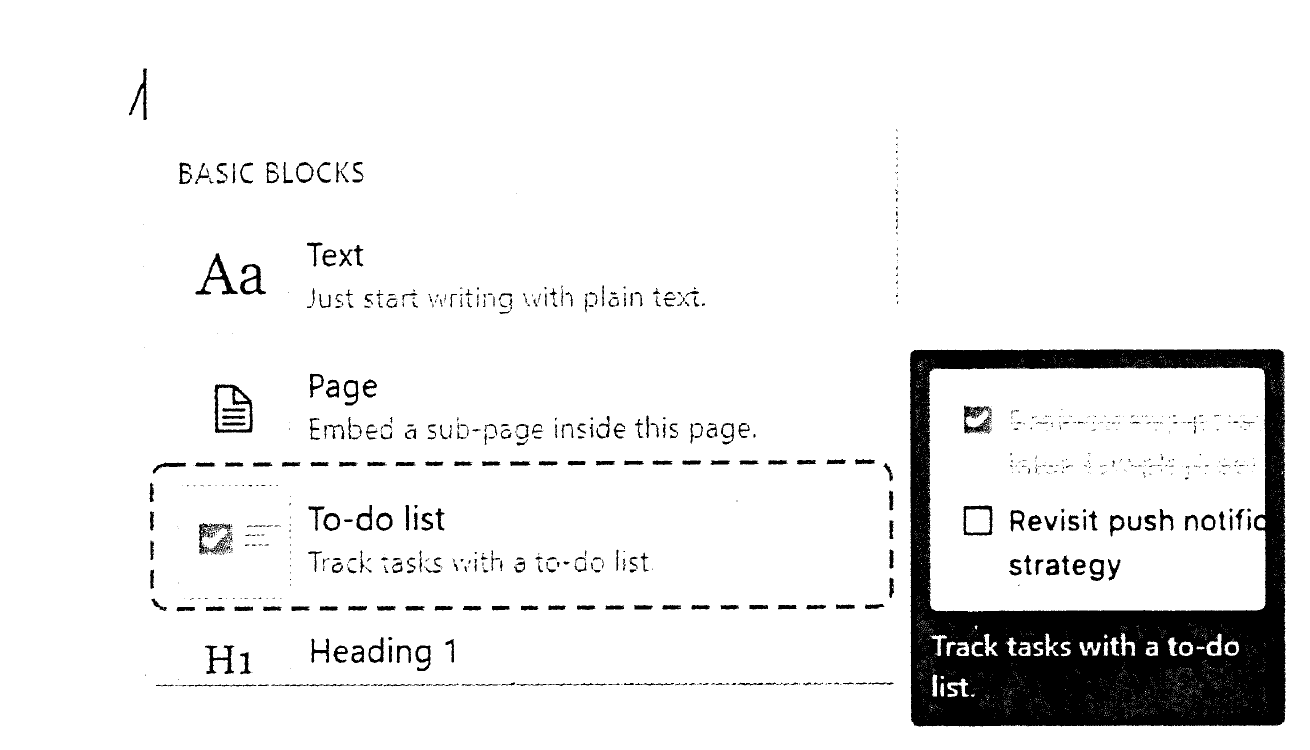 /
BASIC BLOCKS
Aa
Text
Just start writing with plain text.
Page
Embed a sub-page inside this page.
To-do list
Track tasks with a to-do list.
H1
Heading 1
Revisit push notific
strategy
Track tasks with a to-do
list.